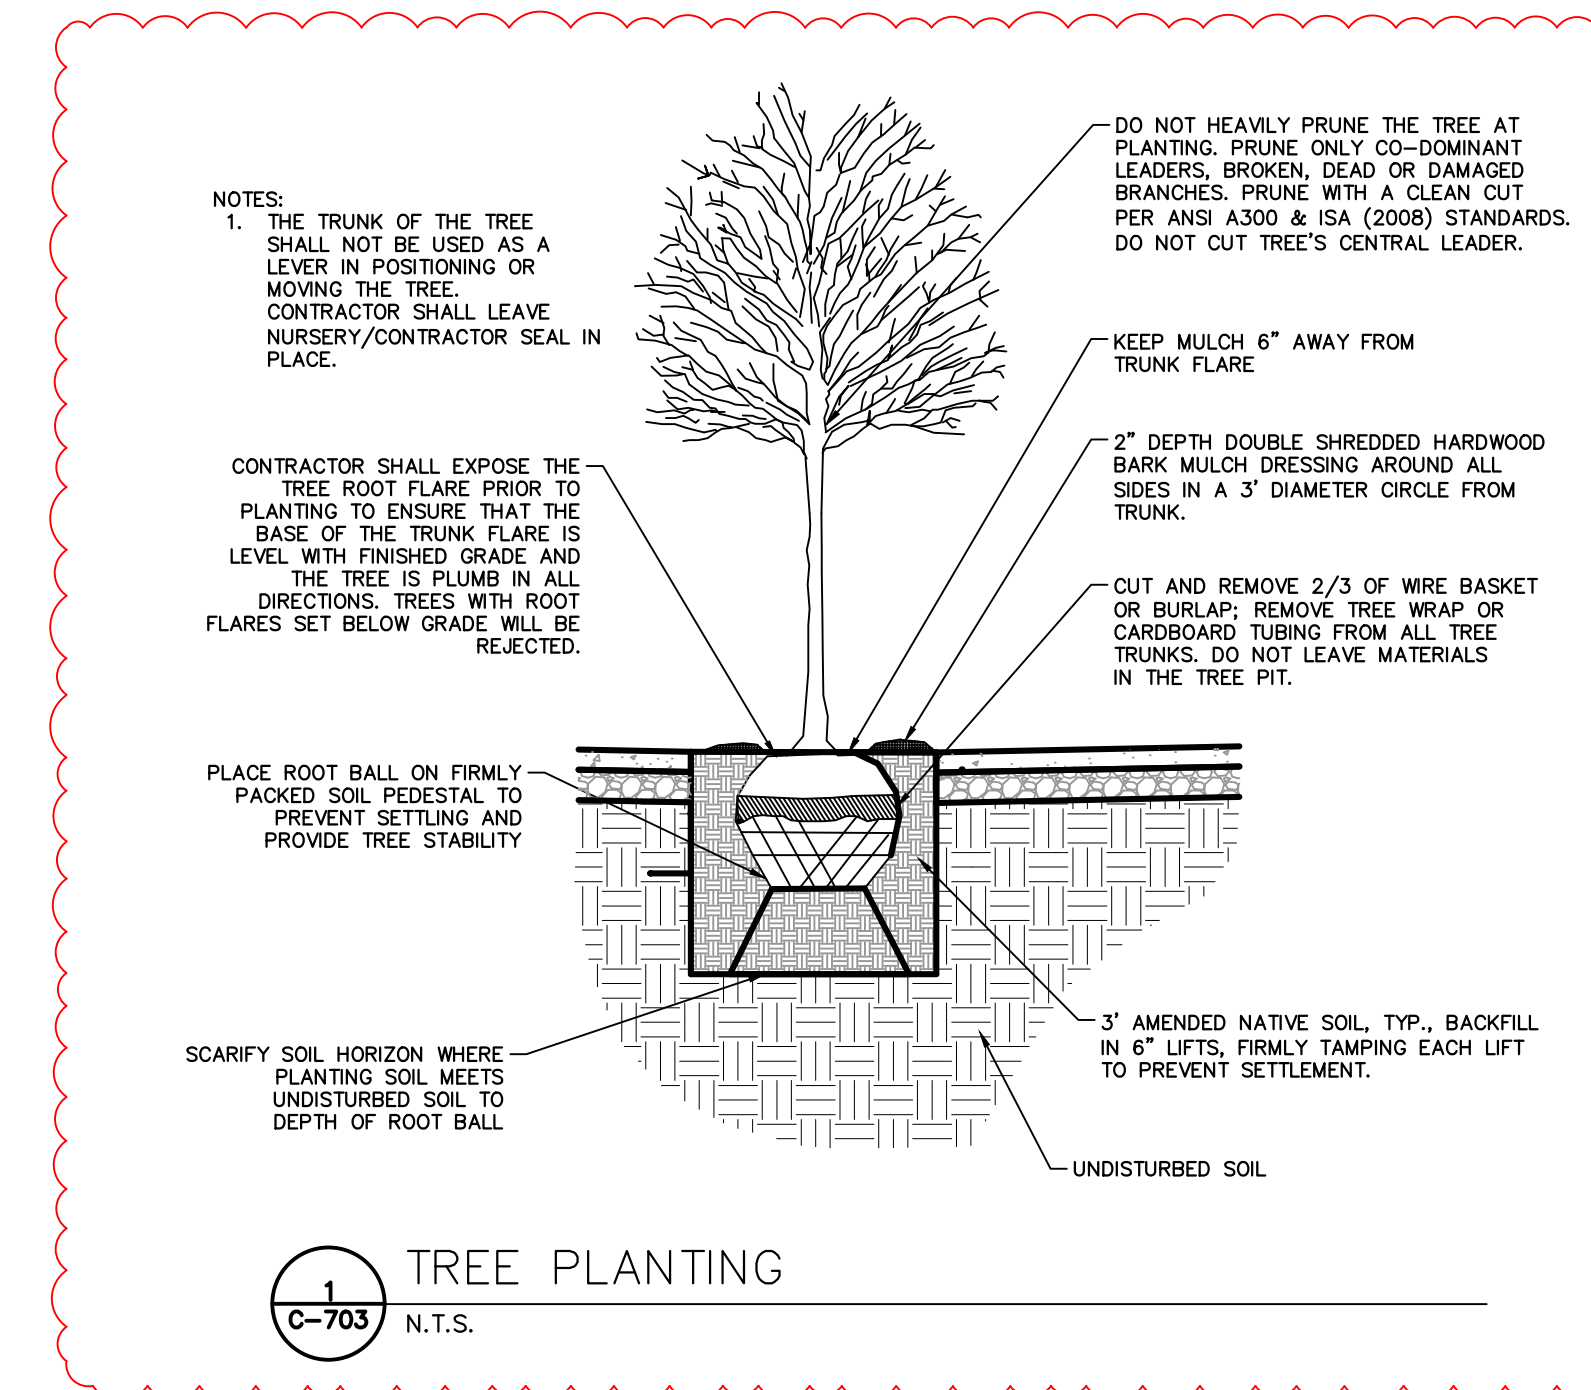 NOTES:
1. THE TRUNK OF THE TREE
SHALL NOT BE USED AS A
LEVER IN POSITIONING OR
MOVING THE TREE.
CONTRACTOR SHALL LEAVE
NURSERY/CONTRACTOR SEAL IN
PLACE.
CONTRACTOR SHALL EXPOSE THE
TREE ROOT FLARE PRIOR TO
PLANTING TO ENSURE THAT THE
BASE OF THE TRUNK FLARE IS
LEVEL WITH FINISHED GRADE AND
THE TREE IS PLUMB IN ALL
DIRECTIONS. TREES WITH ROOT
FLARES SET BELOW GRADE WILL BE
REJECTED.
PLACE ROOT BALL ON FIRMLY
PACKED SOIL PEDESTAL TO
PREVENT SETTLING AND
PROVIDE TREE STABILITY
SCARIFY SOIL HORIZON WHERE
PLANTING SOIL MEETS
UNDISTURBED SOIL TO
DEPTH OF ROOT BALL
DO NOT HEAVILY PRUNE THE TREE AT
PLANTING. PRUNE ONLY CO-DOMINANT
LEADERS, BROKEN, DEAD OR DAMAGED
BRANCHES. PRUNE WITH A CLEAN CUT
PER ANSI A300 & ISA (2008) STANDARDS.
DO NOT CUT TREE'S CENTRAL LEADER.
KEEP MULCH 6" AWAY FROM
TRUNK FLARE
2" DEPTH DOUBLE SHREDDED HARDWOOD
BARK MULCH DRESSING AROUND ALL
SIDES IN A 3' DIAMETER CIRCLE FROM
TRUNK.
CUT AND REMOVE 2/3 OF WIRE BASKET
OR BURLAP; REMOVE TREE WRAP OR
CARDBOARD TUBING FROM ALL TREE
TRUNKS. DO NOT LEAVE MATERIALS
IN THE TREE PIT.
3' AMENDED NATIVE SOIL, TYP., BACKFILL
IN 6" LIFTS, FIRMLY TAMPING EACH LIFT
TO PREVENT SETTLEMENT.
UNDISTURBED SOIL
1
C-703
TREE PLANTING
N.T.S.